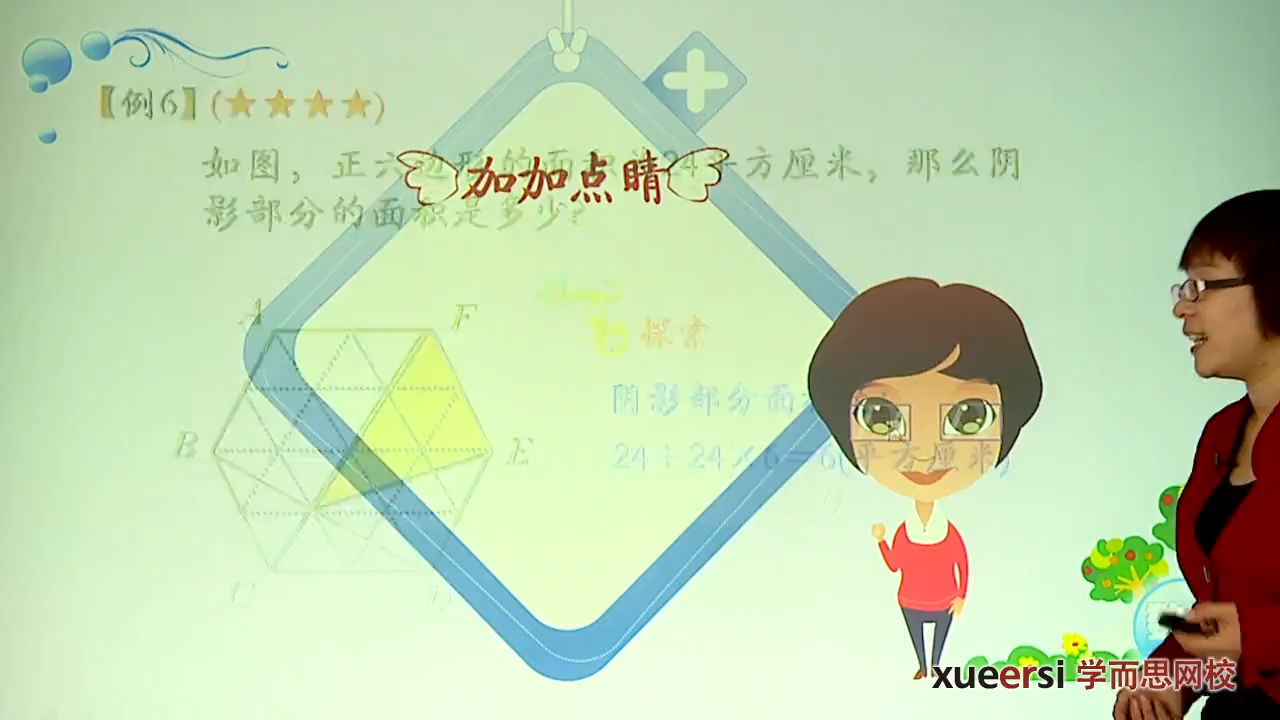 【例6】(★★★★)
加加点睛
如图，正六边形的面积为24平方厘米，那么阴
影部分的面积是多少？
A
F
探索
阴影部分面积
B
E
24÷24×6=6(平方厘米)
C
D
xueersi 学而思网校